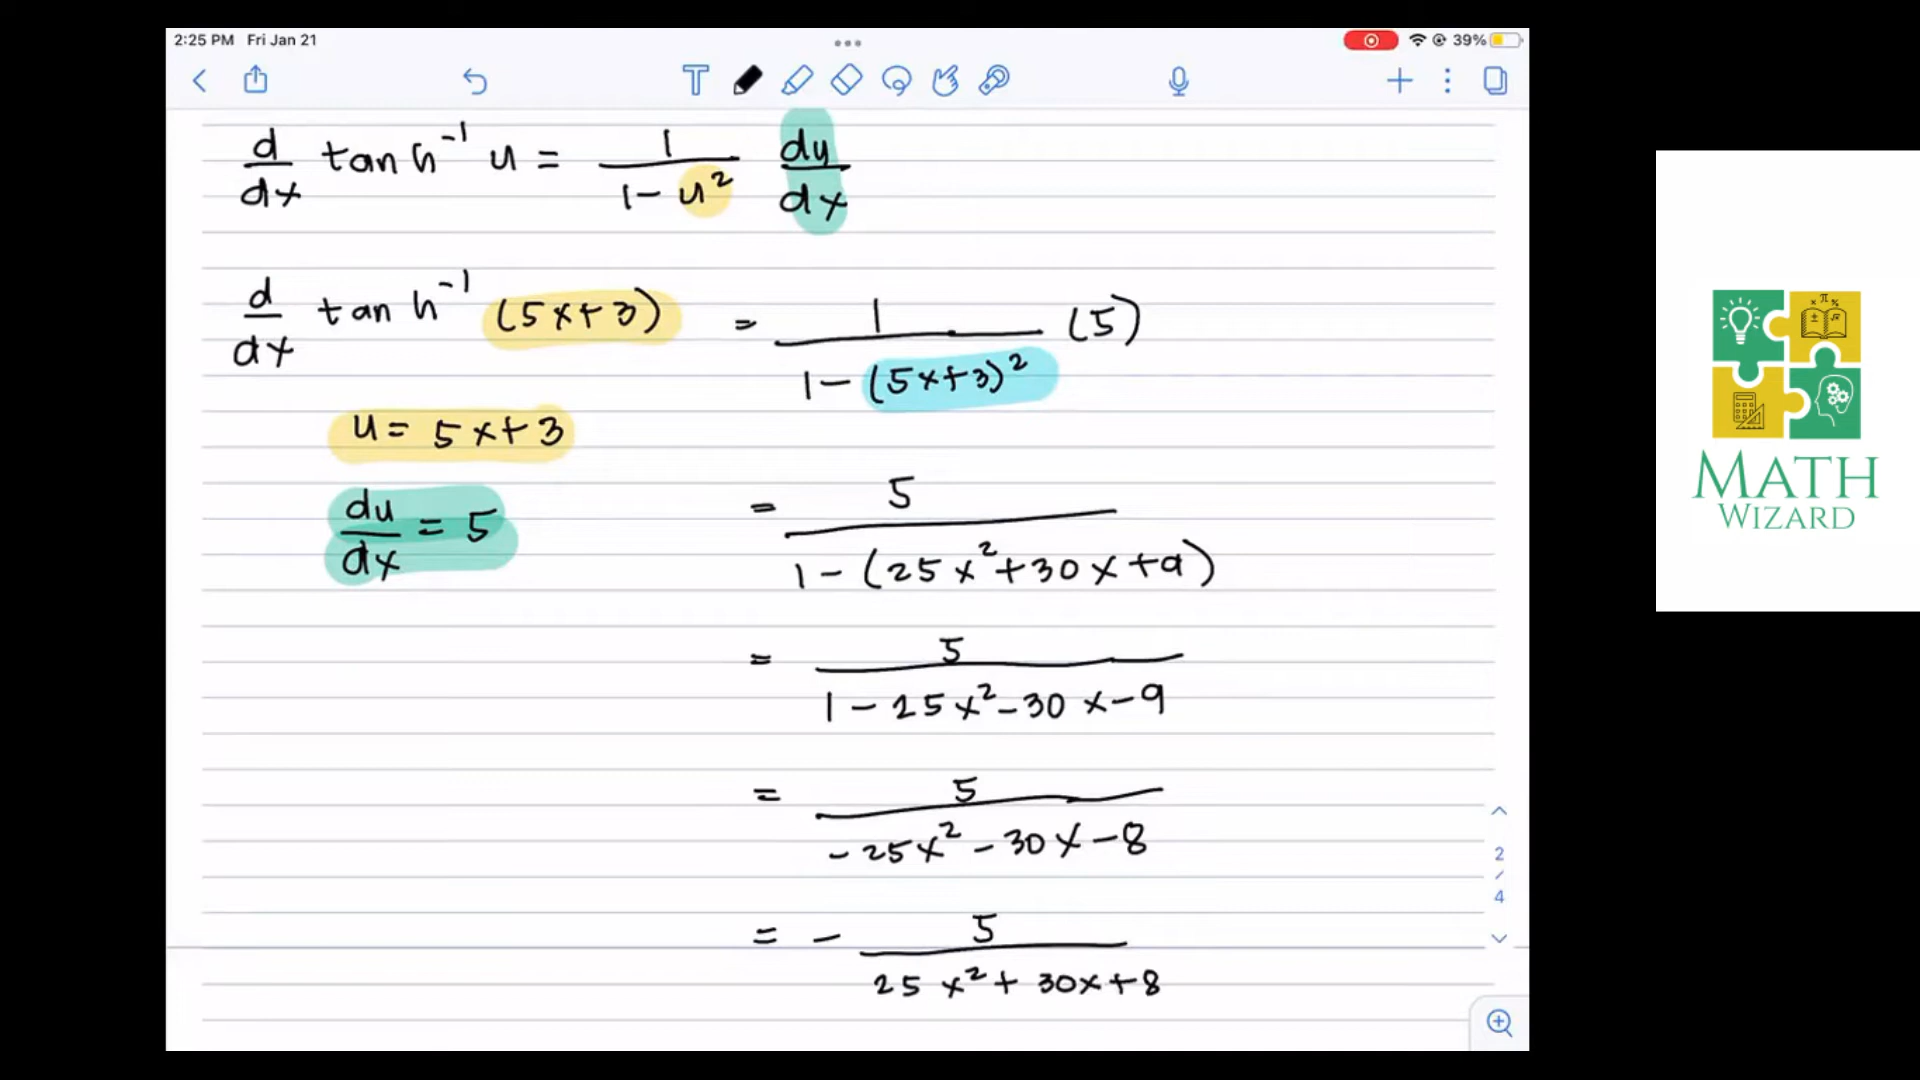 2:25 PM Fri Jan 21
39%
d/dx tanh⁻¹ u = 1/(1 - u²) du/dx
d/dx tanh⁻¹ (5x+3) = 1/(1 - (5x+3)²) (5)
u = 5x+3
du/dx = 5
= 5/(1 - (25x²+30x+9))
= 5/(1 - 25x² - 30x - 9)
= 5/(-25x² - 30x - 8)
= - 5/(25x² + 30x + 8)
2
/
4
MATH
WIZARD